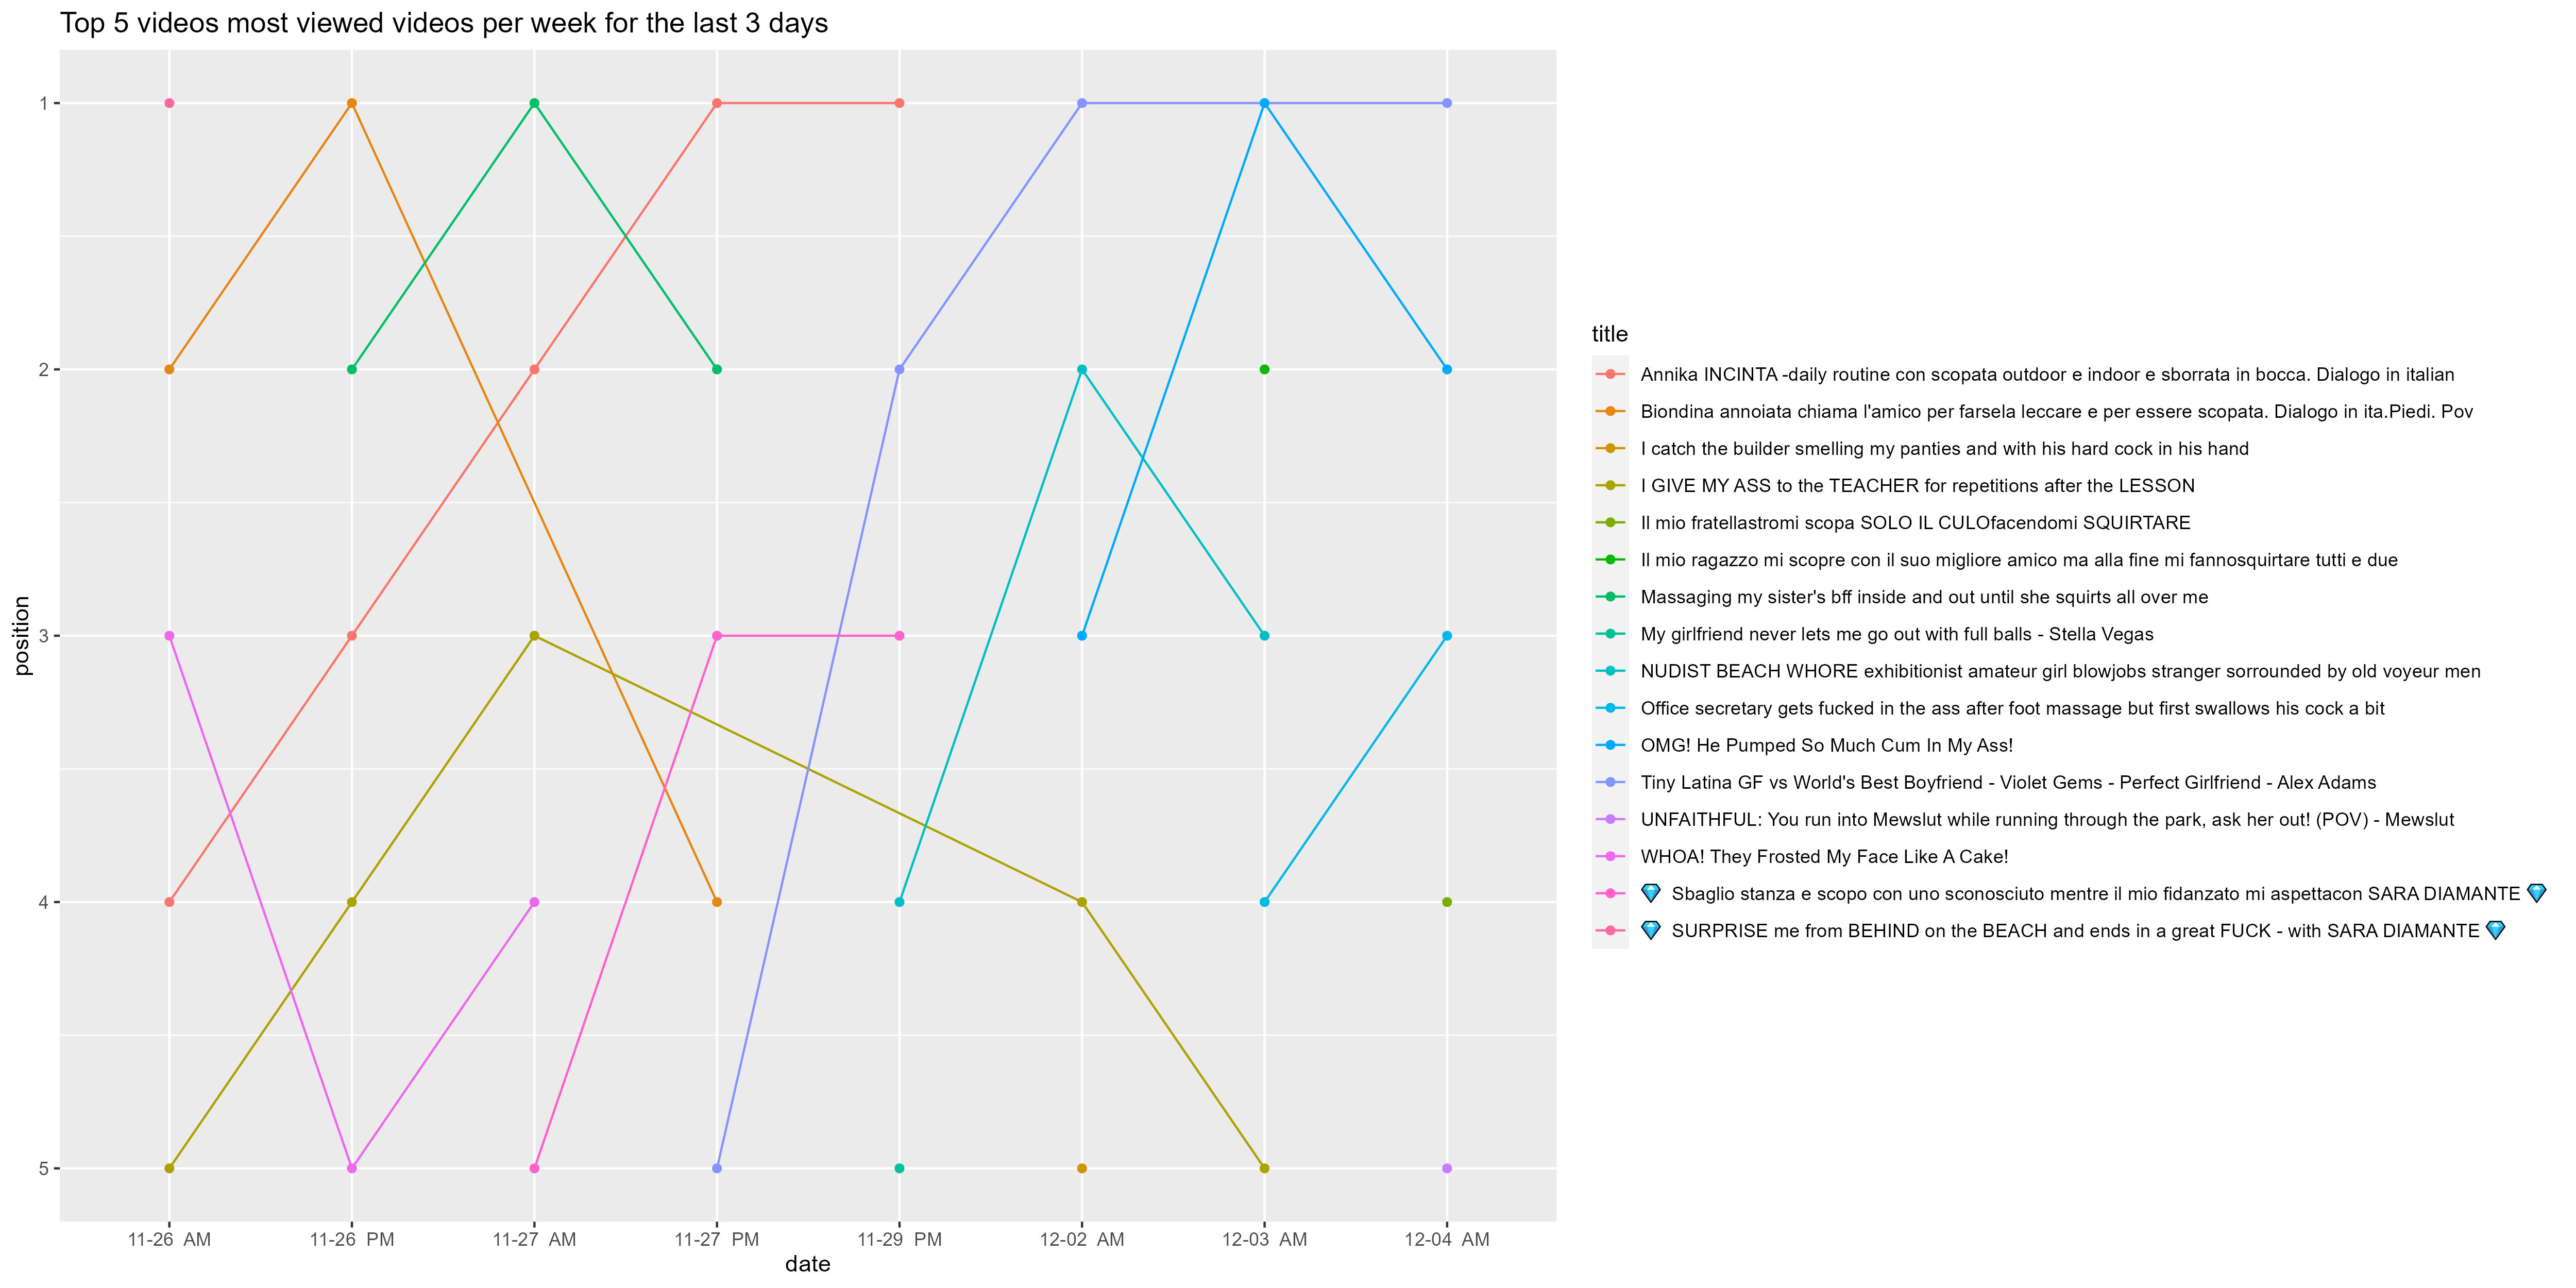 Top 5 videos most viewed videos per week for the last 3 days
position
1
2
3
4
5
11-26 AM
11-26 PM
11-27 AM
11-27 PM
11-29 PM
12-02 AM
12-03 AM
12-04 AM
date
title
Annika INCINTA -daily routine con scopata outdoor e indoor e sborrata in bocca. Dialogo in italian
Biondina annoiata chiama l'amico per farsela leccare e per essere scopata. Dialogo in ita.Piedi. Pov
I catch the builder smelling my panties and with his hard cock in his hand
I GIVE MY ASS to the TEACHER for repetitions after the LESSON
Il mio fratellastromi scopa SOLO IL CULOfacendomi SQUIRTARE
Il mio ragazzo mi scopre con il suo migliore amico ma alla fine mi fannosquirtare tutti e due
Massaging my sister's bff inside and out until she squirts all over me
My girlfriend never lets me go out with full balls - Stella Vegas
NUDIST BEACH WHORE exhibitionist amateur girl blowjobs stranger sorrounded by old voyeur men
Office secretary gets fucked in the ass after foot massage but first swallows his cock a bit
OMG! He Pumped So Much Cum In My Ass!
Tiny Latina GF vs World's Best Boyfriend - Violet Gems - Perfect Girlfriend - Alex Adams
UNFAITHFUL: You run into Mewslut while running through the park, ask her out! (POV) - Mewslut
WHOA! They Frosted My Face Like A Cake!
💎 Sbaglio stanza e scopo con uno sconosciuto mentre il mio fidanzato mi aspettacon SARA DIAMANTE 💎
💎 SURPRISE me from BEHIND on the BEACH and ends in a great FUCK - with SARA DIAMANTE 💎